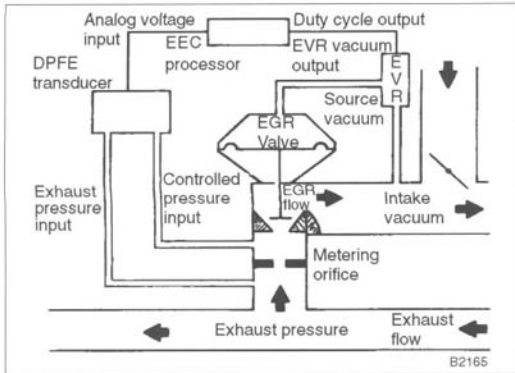 Analog voltage
input
Duty cycle output
EEC
processor
EVR vacuum
output
DPFE
transducer
E
V
R
Source
vacuum
EGR
Valve
Exhaust
pressure
input
Controlled
pressure
input
EGR
flow
Intake
vacuum
Metering
orifice
Exhaust pressure
Exhaust
flow
B2165